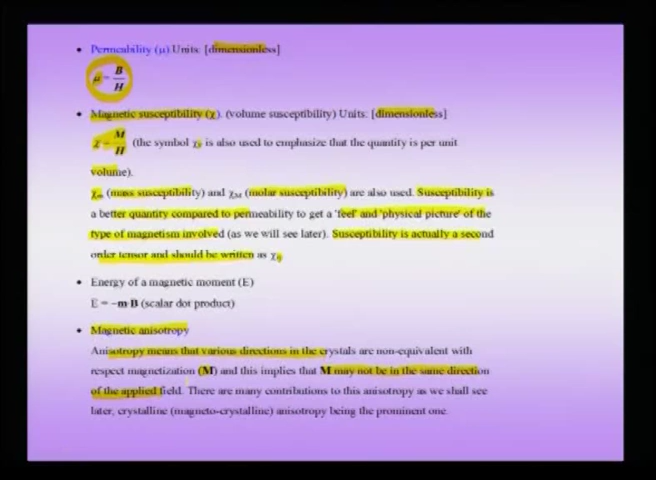 • Permeability (μ) Units: [dimensionless]
μ = B/H
• Magnetic susceptibility (χ). (volume susceptibility) Units: [dimensionless]
χ = M/H (the symbol χ is also used to emphasize that the quantity is per unit
volume).
χm (mass susceptibility) and χM (molar susceptibility) are also used. Susceptibility is
a better quantity compared to permeability to get a 'feel' and 'physical picture' of the
type of magnetism involved (as we will see later). Susceptibility is actually a second
order tensor and should be written as χij
• Energy of a magnetic moment (E)
E = −m·B (scalar dot product)
• Magnetic anisotropy
Anisotropy means that various directions in the crystals are non-equivalent with
respect magnetization (M) and this implies that M may not be in the same direction
of the applied field. There are many contributions to this anisotropy as we shall see
later, crystalline (magneto-crystalline) anisotropy being the prominent one.